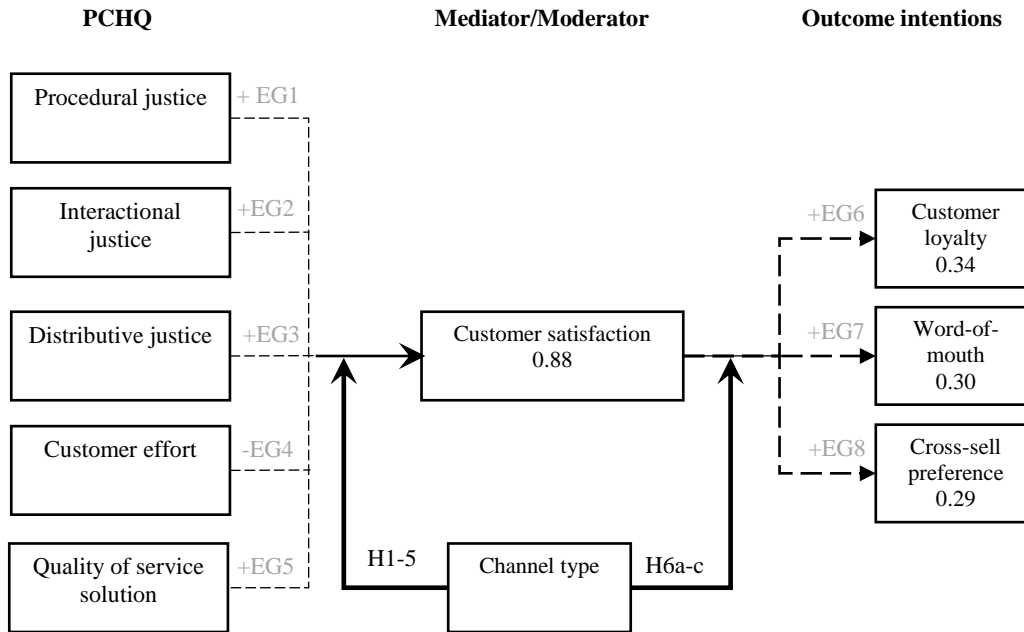 PCHQ
Mediator/Moderator
Outcome intentions
Procedural justice
+ EG1
Interactional
justice
+EG2
Distributive justice
+EG3
Customer effort
-EG4
Quality of service
solution
+EG5
Customer satisfaction
0.88
H1-5
Channel type
H6a-c
+EG6
Customer
loyalty
0.34
+EG7
Word-of-
mouth
0.30
+EG8
Cross-sell
preference
0.29